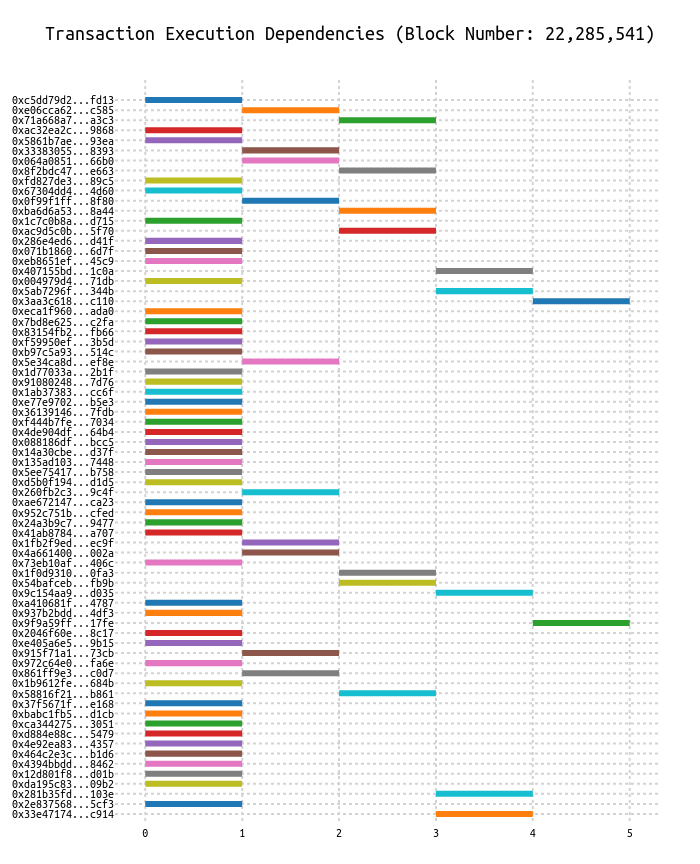 Transaction Execution Dependencies (Block Number: 22,285,541)
0xc5dd79d2...fd13
0xe06cca62...c585
0x71a668a7...a3c3
0xac32ea2c...9868
0x5861b7ae...93ea
0x33383055...8393
0x064a0851...66b0
0x8f2bdc47...e663
0xfd827de3...89c5
0x67304dd4...4d60
0x0f99f1ff...8f80
0xba6d6a53...8a44
0x1c7c0b8a...d715
0xac9d5c0b...5f70
0x286e4ed6...d41f
0x071b1860...6d7f
0xeb8651ef...45c9
0x407155bd...1c0a
0x004979d4...71db
0x5ab7296f...344b
0x3aa3c618...c110
0xeca1f960...ada0
0x7bd8e625...c2fa
0x83154fb2...fb66
0xf59950ef...3b5d
0xb97c5a93...514c
0x5e34ca8d...ef8e
0x1d77033a...2b1f
0x91080248...7d76
0x1ab37383...cc6f
0xe77e9702...b5e3
0x36139146...7fdb
0xf444b7fe...7034
0x4de904df...64b4
0x088186df...bcc5
0x14a30cbe...d37f
0x135ad103...7448
0x5ee75417...b758
0xd5b0f194...d1d5
0x260fb2c3...9c4f
0xae672147...ca23
0x952c751b...cfed
0x24a3b9c7...9477
0x41ab8784...a707
0x1fb2f9ed...ec9f
0x4a661400...002a
0x73eb10af...406c
0x1f0d9310...0fa3
0x54bafceb...fb9b
0x9c154aa9...d035
0xa410681f...4787
0x937b2bdd...4df3
0x9f9a59ff...17fe
0x2046f60e...8c17
0xe405a6e5...9b15
0x915f71a1...73cb
0x972c64e0...fa6e
0x861ff9e3...c0d7
0x1b9612fe...684b
0x58816f21...b861
0x37f5671f...e168
0xbabc1fb5...d1cb
0xca344275...3051
0xd884e88c...5479
0x4e92ea83...4357
0x464c2e3c...b1d6
0x4394bbdd...8462
0x12d801f8...d01b
0xda195c83...09b2
0x281b35fd...103e
0x2e837568...5cf3
0x33e47174...c914
0 1 2 3 4 5